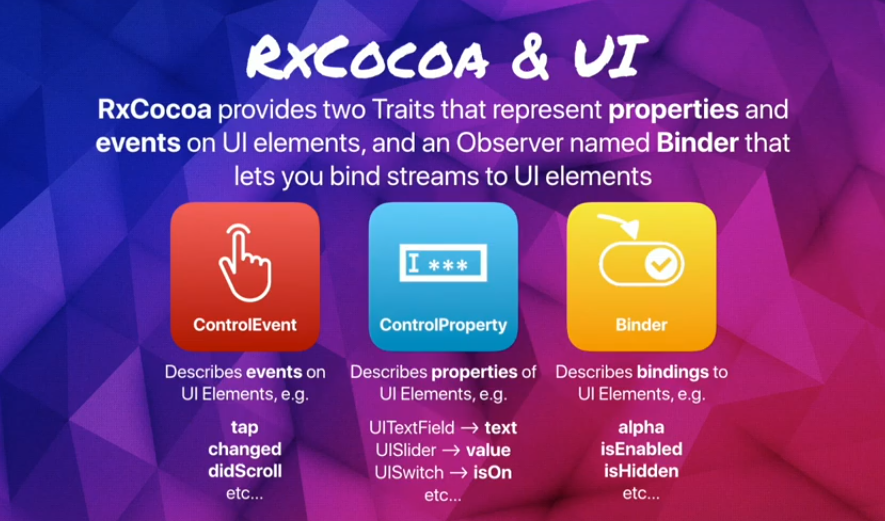 RxCocoa & UI
RxCocoa provides two Traits that represent properties and
events on UI elements, and an Observer named Binder that
lets you bind streams to UI elements
I ***
ControlEvent
ControlProperty
Binder
Describes events on
UI Elements, e.g.
tap
changed
didScroll
etc...
Describes properties of
UI Elements, e.g.
UITextField → text
UISlider → value
UISwitch → isOn
etc...
Describes bindings to
UI Elements, e.g.
alpha
isEnabled
isHidden
etc...